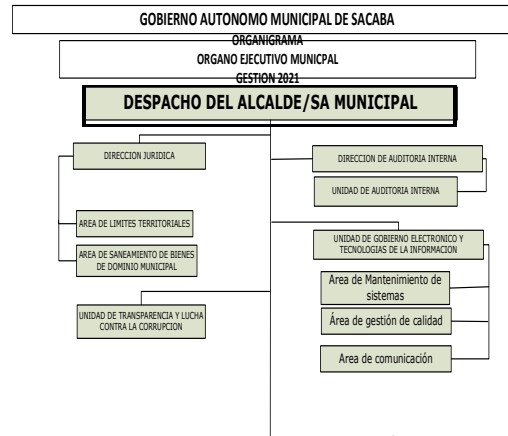 GOBIERNO AUTONOMO MUNICIPAL DE SACABA
ORGANIGRAMA
ORGANO EJECUTIVO MUNICPAL
GESTION 2021
DESPACHO DEL ALCALDE/SA MUNICIPAL
DIRECCION JURIDICA
DIRECCION DE AUDITORIA INTERNA
UNIDAD DE AUDITORIA INTERNA
AREA DE LIMITES TERRITORIALES
AREA DE SANEAMIENTO DE BIENES
DE DOMINIO MUNICIPAL
UNIDAD DE GOBIERNO ELECTRONICO Y
TECNOLOGIAS DE LA INFORMACION
Area de Mantenimiento de
sistemas
UNIDAD DE TRANSPARENCIA Y LUCHA
CONTRA LA CORRUPCION
Área de gestión de calidad
Area de comunicación